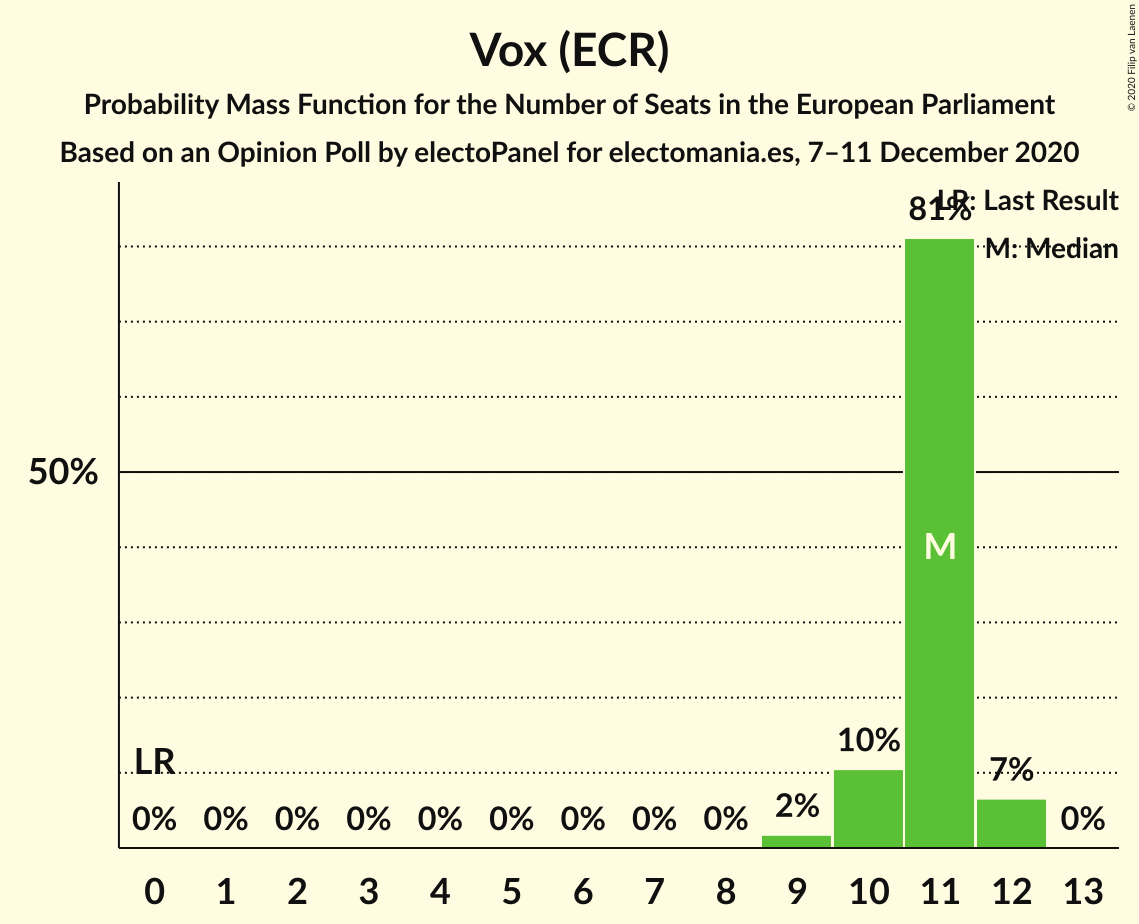 Vox (ECR)
Probability Mass Function for the Number of Seats in the European Parliament
Based on an Opinion Poll by electoPanel for electomania.es, 7–11 December 2020
© 2020 Filip van Laenen
LR: Last Result
M: Median
81%
50%
M
LR
10%
7%
2%
0% 0% 0% 0% 0% 0% 0% 0% 0% 0%
0 1 2 3 4 5 6 7 8 9 10 11 12 13